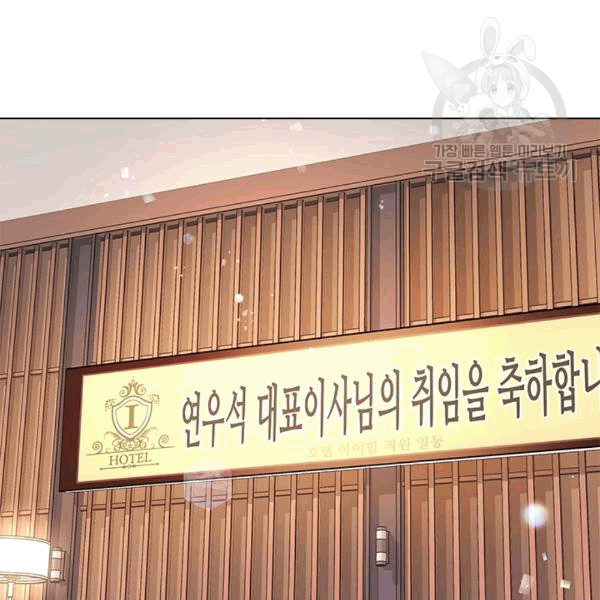 가장 빠른 웹툰 미리보기
구글검색 뉴토끼
연우석 대표이사님의 취임을 축하합니
호텔 아이린 직원 일동
I
HOTEL